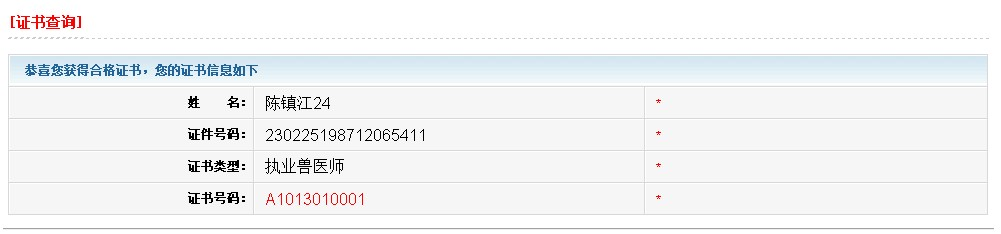 [证书查询]
恭喜您获得合格证书，您的证书信息如下
姓 名： 陈镇江24 *
证件号码： 230225198712065411 *
证书类型： 执业兽医师 *
证书号码： A1013010001 *